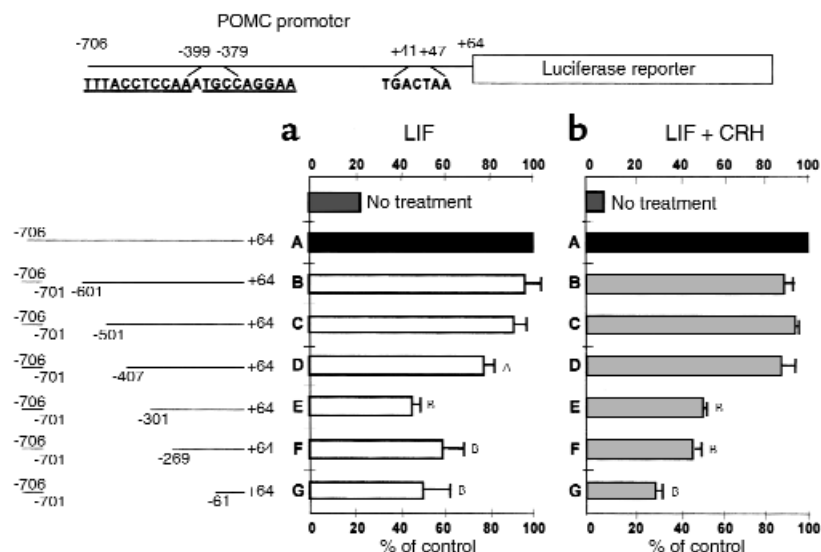 POMC promoter
-706 -399 -379 +41 +47 +64
Luciferase reporter
TTTACCTCCAAATGCCAGGAA TGACTAA
a LIF b LIF + CRH
0 20 40 60 80 100 0 20 40 60 80 100
No treatment No treatment
-706 +64 A A
-706 -701 -601 +64 B B
-706 -701 -501 +64 C C
-706 -701 -407 +64 D A D
-706 -701 -301 +64 E B E B
-706 -701 -269 +64 F B F B
-706 -701 -61 +64 G B G B
0 20 40 60 80 100 0 20 40 60 80 100
% of control % of control